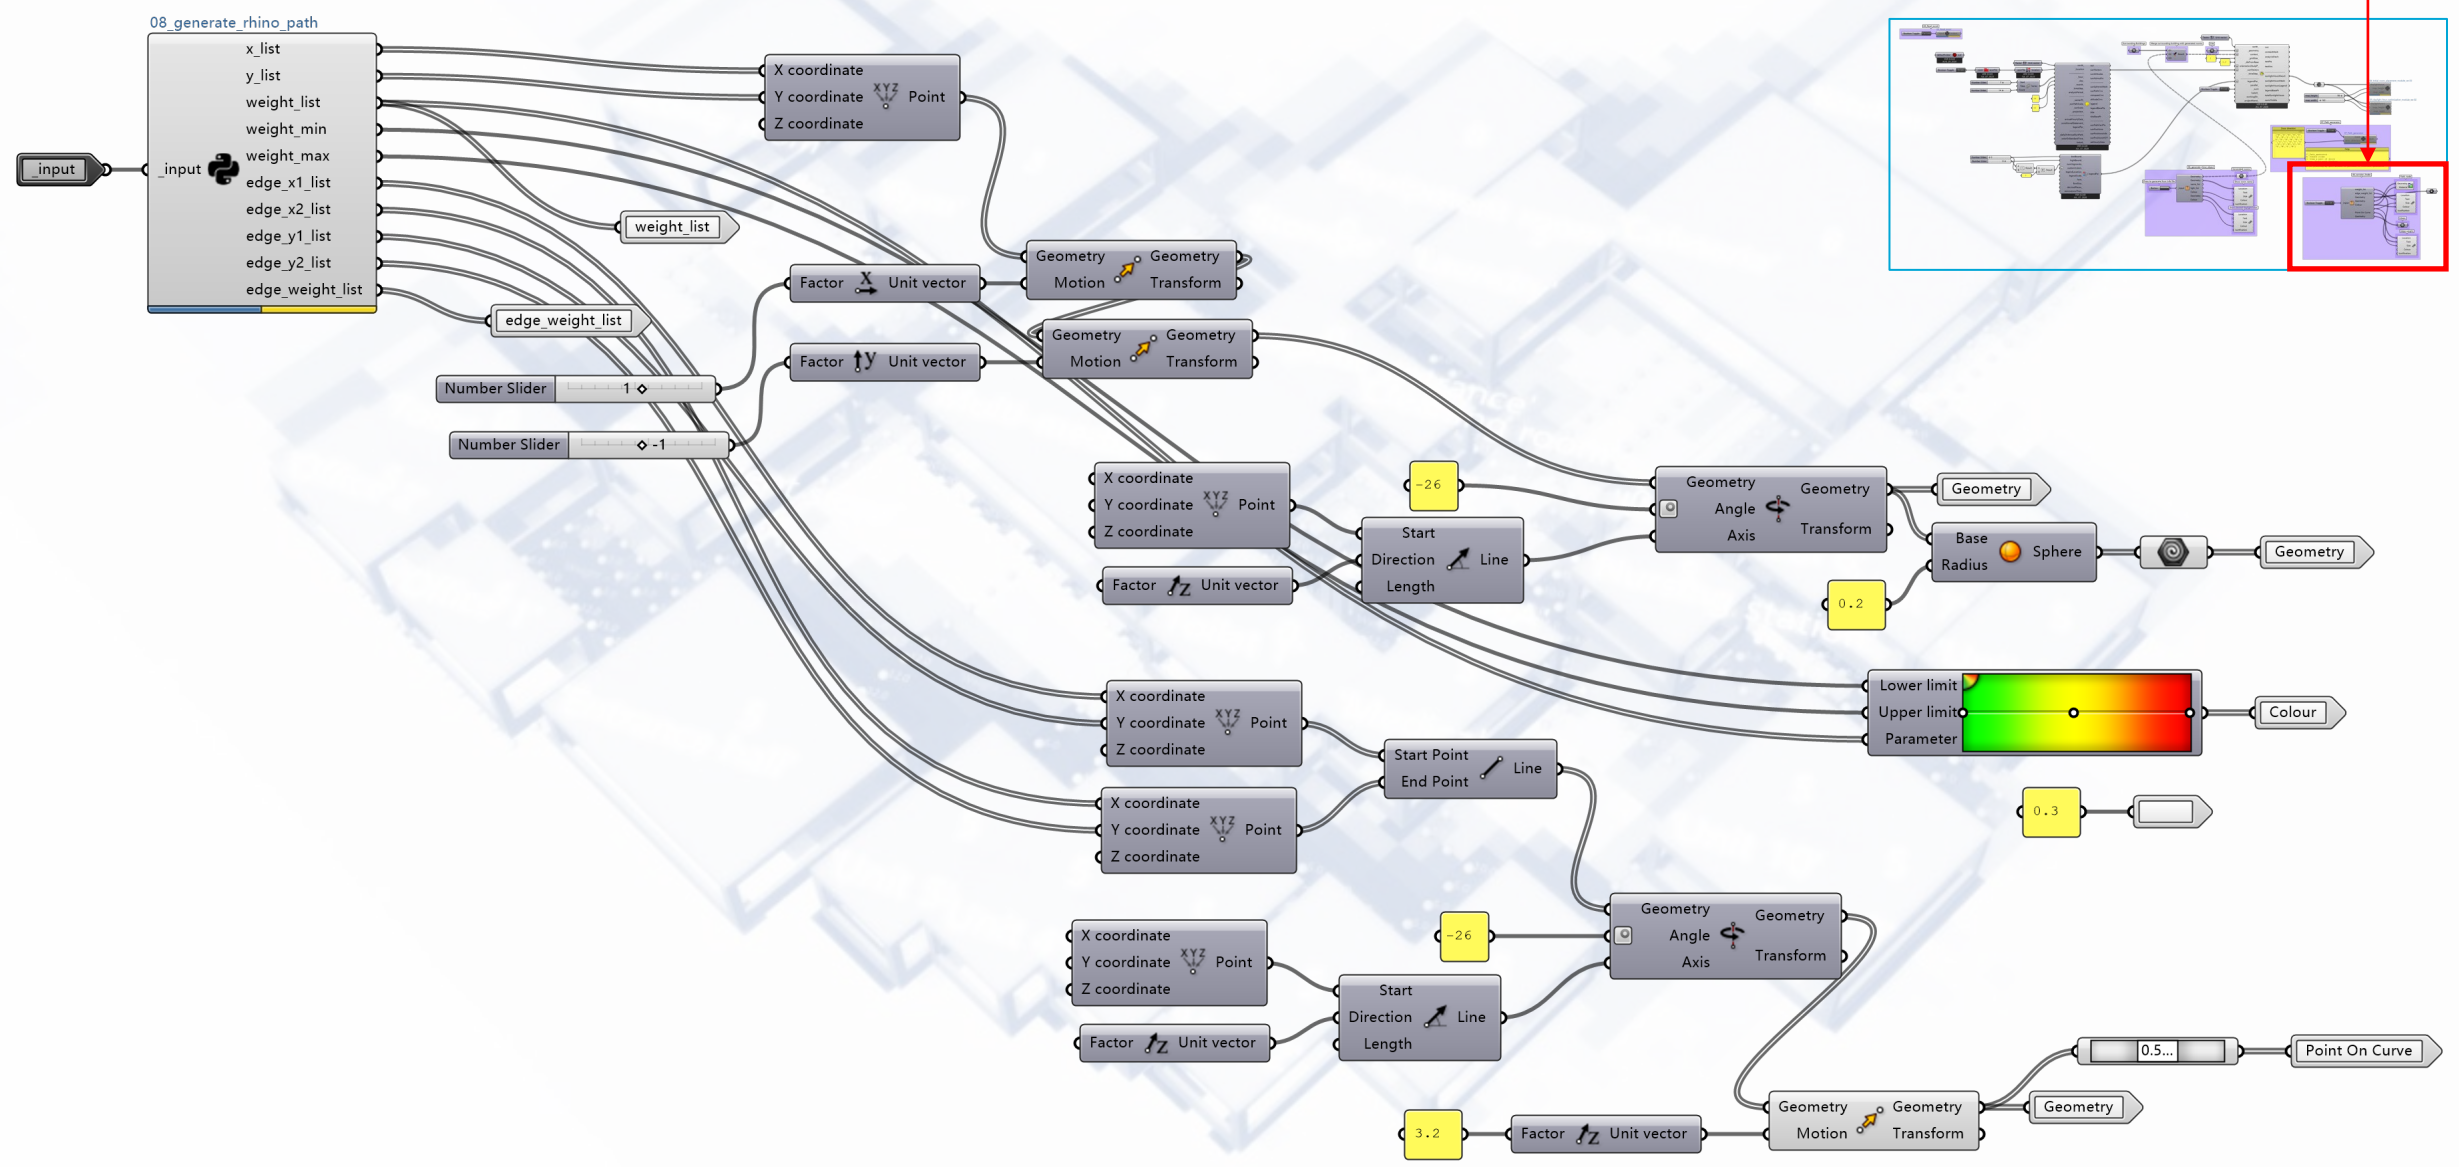 08_generate_rhino_path
_input
_input
x_list
y_list
weight_list
weight_min
weight_max
edge_x1_list
edge_x2_list
edge_y1_list
edge_y2_list
edge_weight_list
X coordinate
Y coordinate
Z coordinate
XYZ
Point
weight_list
edge_weight_list
Number Slider
1
Number Slider
-1
Factor
X
Unit vector
Factor
y
Unit vector
Geometry
Motion
Geometry
Transform
Geometry
Motion
Geometry
Transform
X coordinate
Y coordinate
Z coordinate
XYZ
Point
Factor
Z
Unit vector
Start
Direction
Length
Line
-26
Geometry
Angle
Axis
Geometry
Transform
Geometry
Base
Radius
Sphere
0.2
Geometry
Lower limit
Upper limit
Parameter
Colour
0.3
X coordinate
Y coordinate
Z coordinate
XYZ
Point
X coordinate
Y coordinate
Z coordinate
XYZ
Point
Start Point
End Point
Line
X coordinate
Y coordinate
Z coordinate
XYZ
Point
Factor
Z
Unit vector
Start
Direction
Length
Line
-26
Geometry
Angle
Axis
Geometry
Transform
3.2
Factor
Z
Unit vector
Geometry
Motion
Geometry
Transform
0.5...
Point On Curve
Geometry